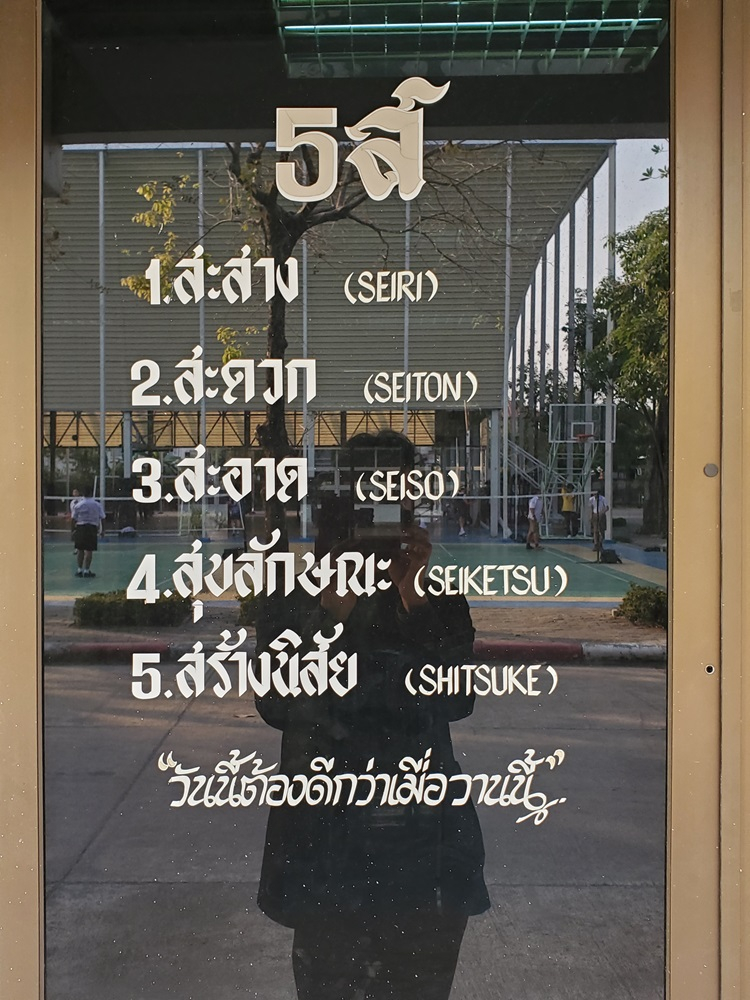 5ส์
1.สะสาง (SEIRI)
2.สะดวก (SEITON)
3.สะอาด (SEISO)
4.สุขลักษณะ (SEIKETSU)
5.สร้างนิสัย (SHITSUKE)
“วันนี้ต้องดีกว่าเมื่อวานนี้”